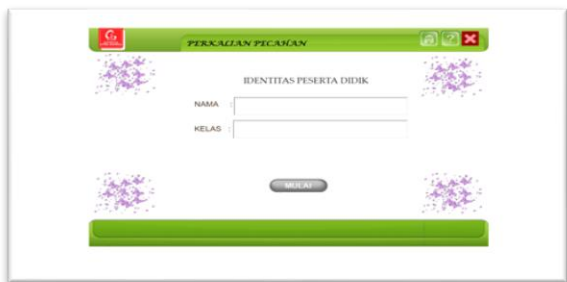 PERKALIAN PECAHAN
IDENTITAS PESERTA DIDIK
NAMA :
KELAS :
MULAI